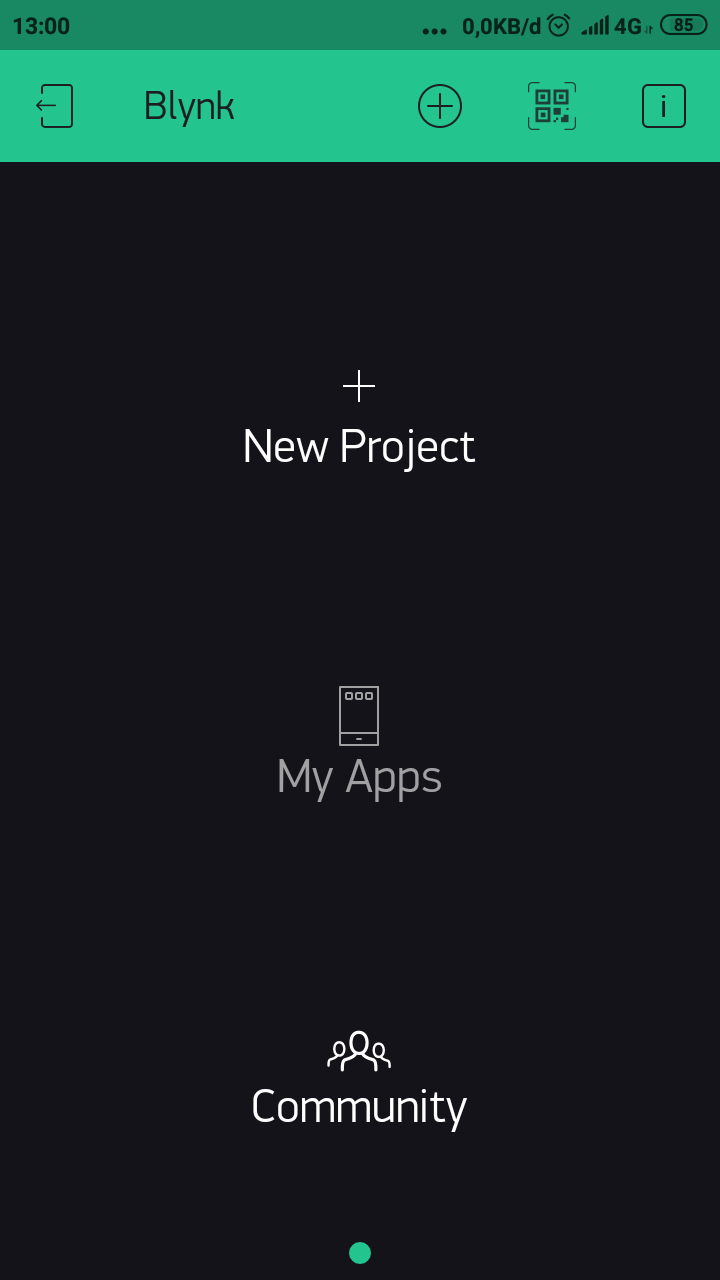 13:00 ... 0,0KB/d 4G 85
Blynk i
New Project
My Apps
Community